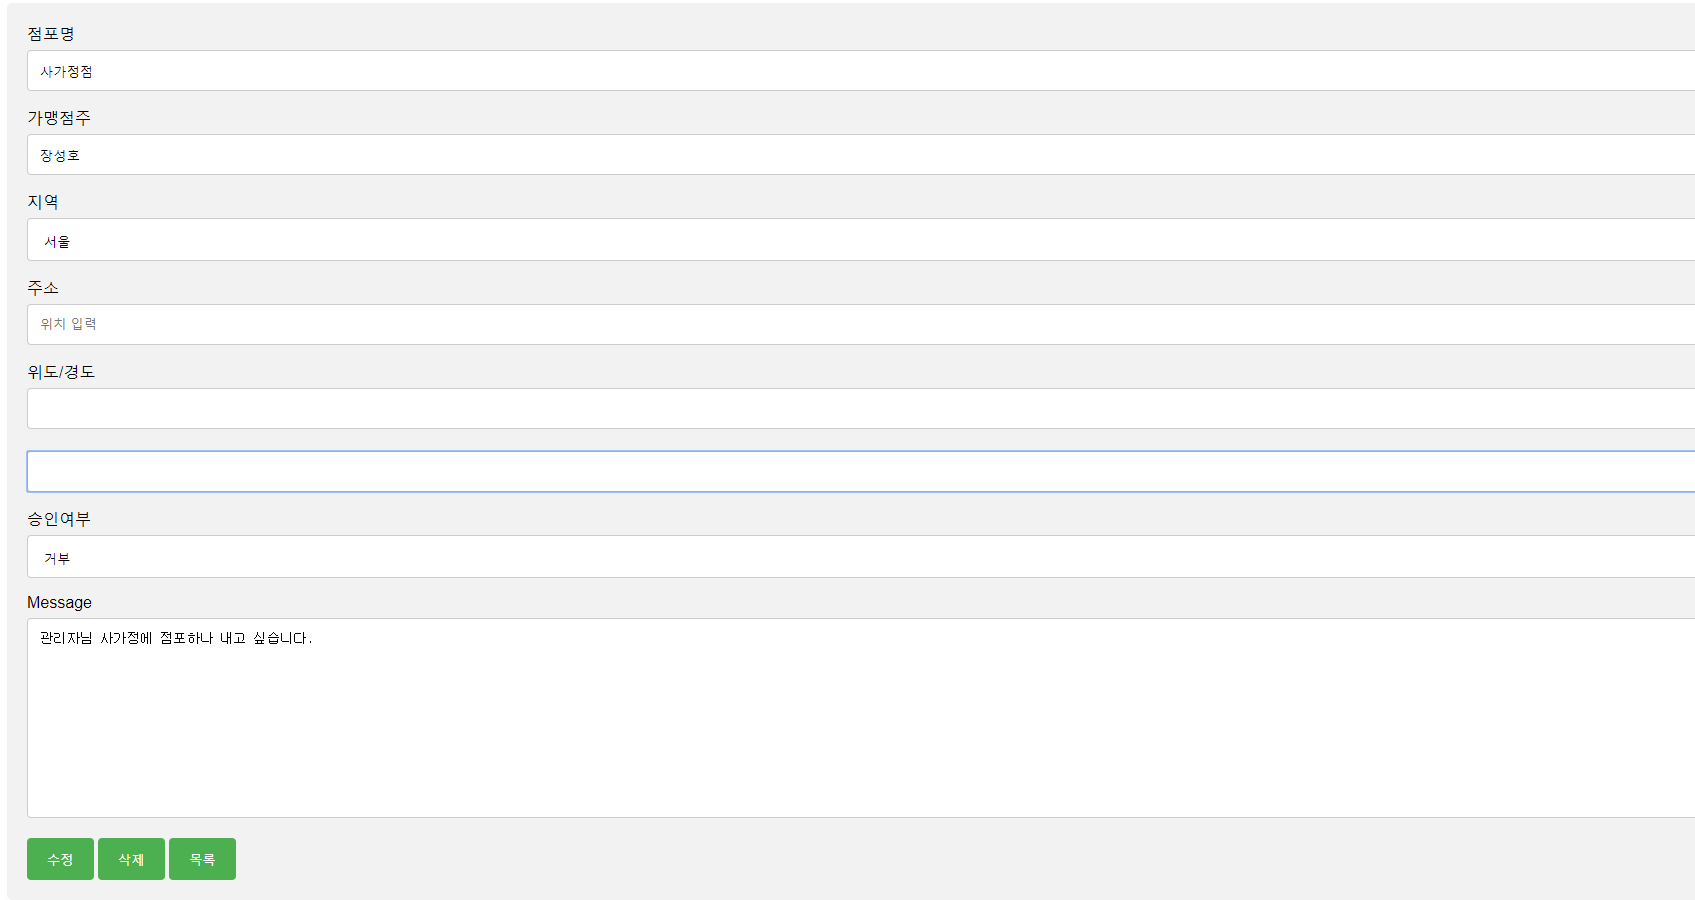 점포명
사가정점
가맹점주
장성호
지역
서울
주소
위치 입력
위도/경도
승인여부
거부
Message
관리자님 사가정에 점포하나 내고 싶습니다.
수정 삭제 목록